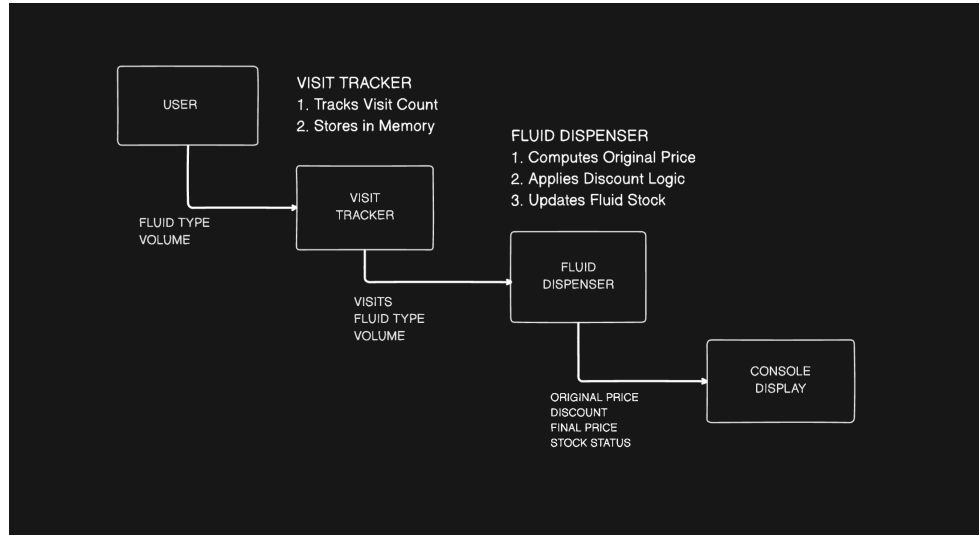 USER
VISIT TRACKER
1. Tracks Visit Count
2. Stores in Memory
FLUID TYPE
VOLUME
VISIT
TRACKER
FLUID DISPENSER
1. Computes Original Price
2. Applies Discount Logic
3. Updates Fluid Stock
VISITS
FLUID TYPE
VOLUME
FLUID
DISPENSER
ORIGINAL PRICE
DISCOUNT
FINAL PRICE
STOCK STATUS
CONSOLE
DISPLAY